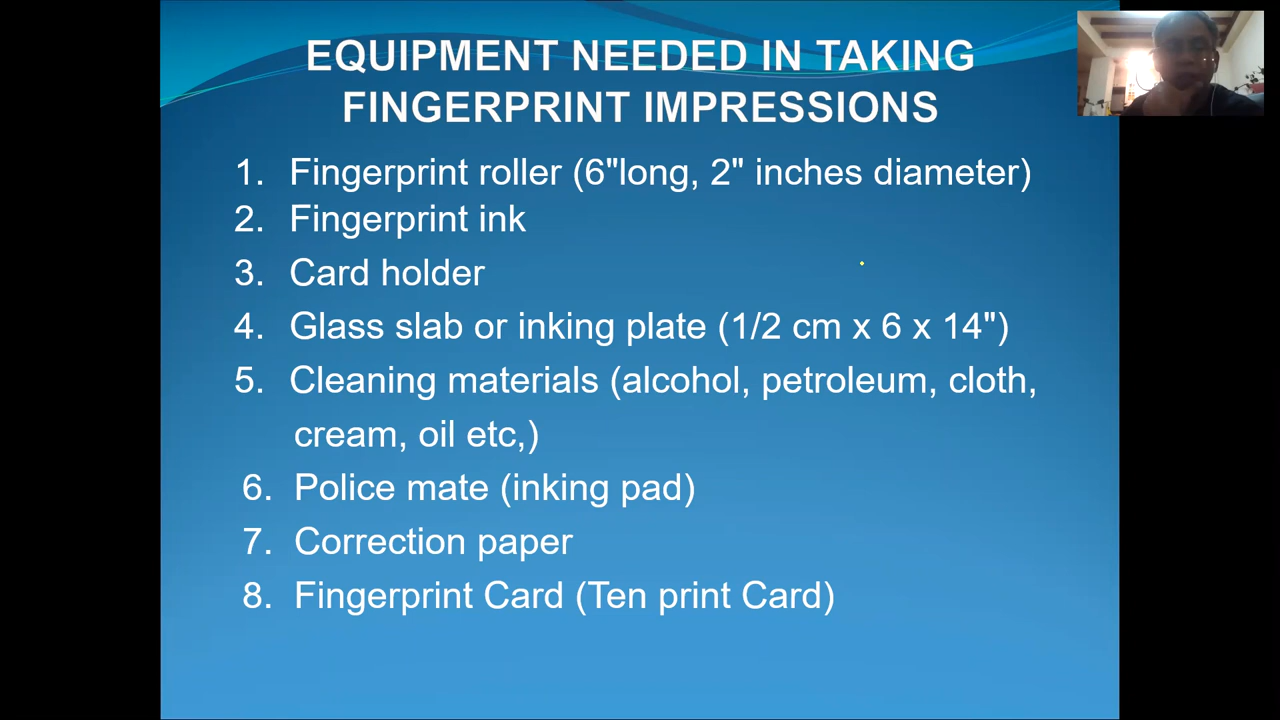 EQUIPMENT NEEDED IN TAKING
FINGERPRINT IMPRESSIONS
1. Fingerprint roller (6"long, 2" inches diameter)
2. Fingerprint ink
3. Card holder
4. Glass slab or inking plate (1/2 cm x 6 x 14")
5. Cleaning materials (alcohol, petroleum, cloth,
cream, oil etc,)
6. Police mate (inking pad)
7. Correction paper
8. Fingerprint Card (Ten print Card)